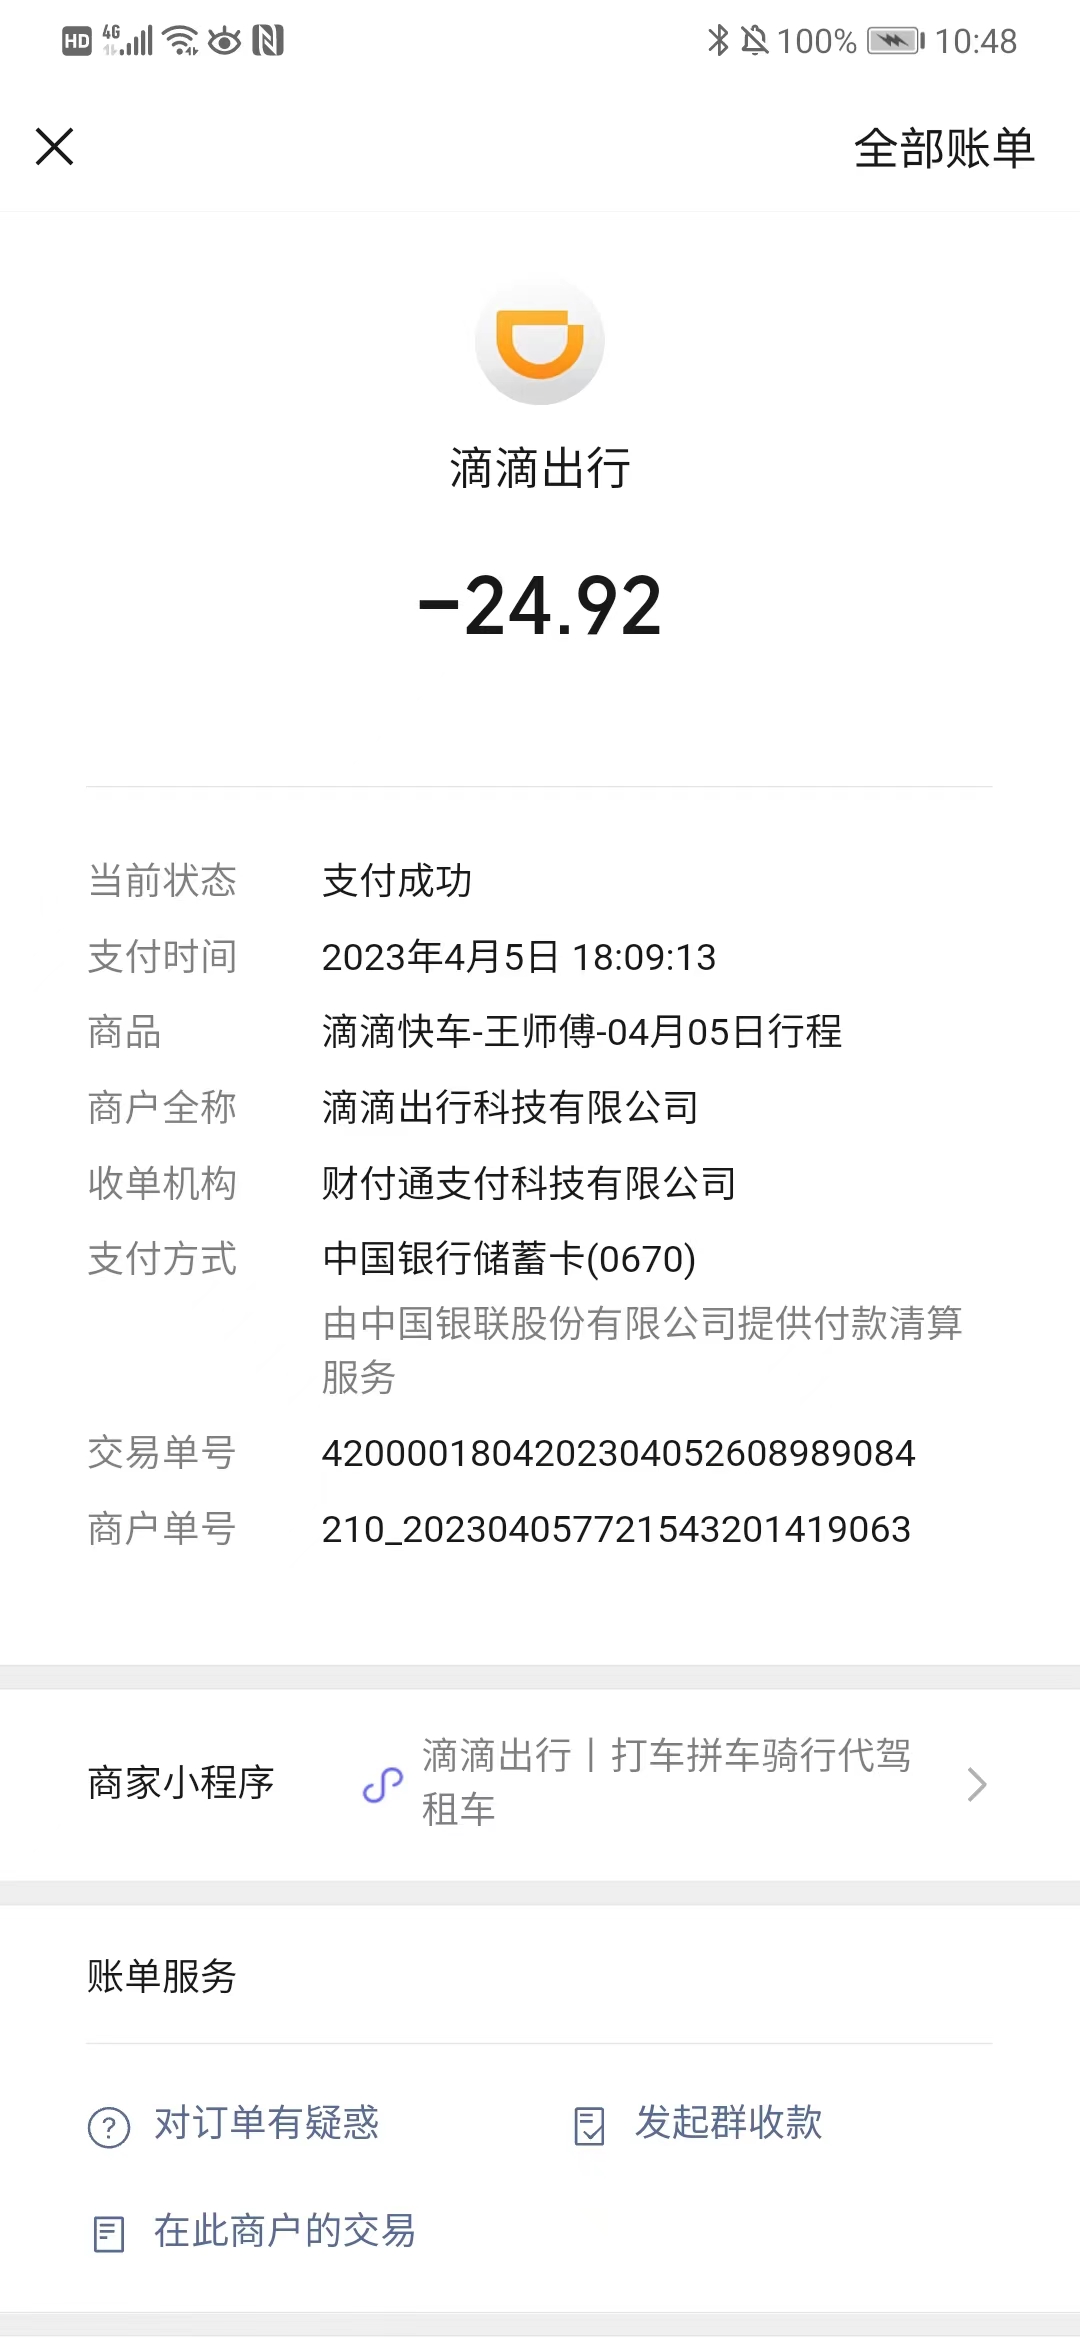 HD 4G 100% 10:48
全部账单
滴滴出行
-24.92
当前状态 支付成功
支付时间 2023年4月5日 18:09:13
商品 滴滴快车-王师傅-04月05日行程
商户全称 滴滴出行科技有限公司
收单机构 财付通支付科技有限公司
支付方式 中国银行储蓄卡(0670)
由中国银联股份有限公司提供付款清算
服务
交易单号 4200001804202304052608989084
商户单号 210_202304057721543201419063
商家小程序 滴滴出行丨打车拼车骑行代驾
租车
账单服务
对订单有疑惑 发起群收款
在此商户的交易